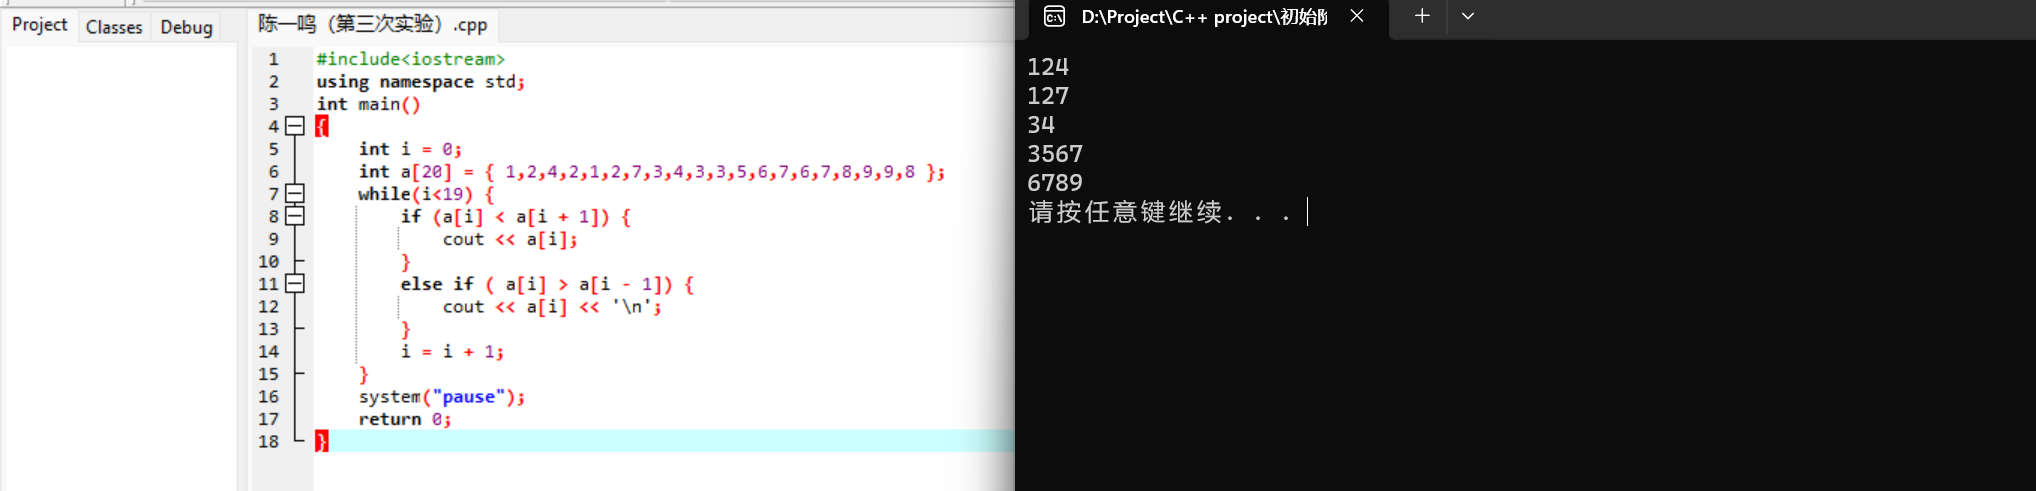 Project Classes Debug
陈一鸣（第三次实验）.cpp
1 #include<iostream>
2 using namespace std;
3 int main()
4 {
5 int i = 0;
6 int a[20] = { 1,2,4,2,1,2,7,3,4,3,3,5,6,7,6,7,8,9,9,8 };
7 while(i<19) {
8 if (a[i] < a[i + 1]) {
9 cout << a[i];
10 }
11 else if ( a[i] > a[i - 1]) {
12 cout << a[i] << '\n';
13 }
14 i = i + 1;
15 }
16 system("pause");
17 return 0;
18 }
D:\Project\C++ project\初始
124
127
34
3567
6789
请按任意键继续. . .